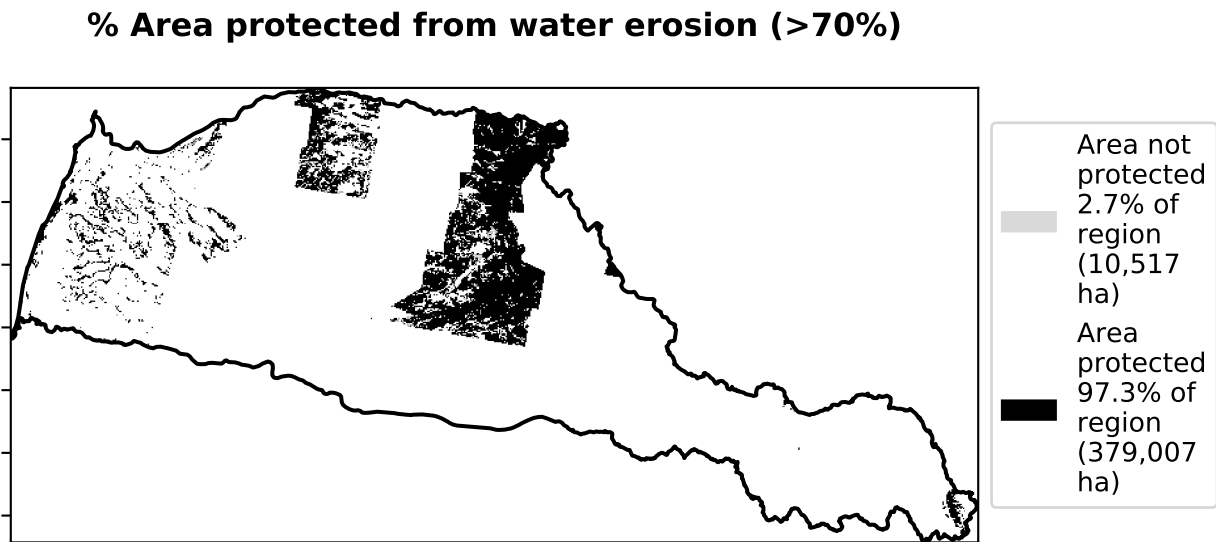 % Area protected from water erosion (>70%)
Area not
protected
2.7% of
region
(10,517
ha)
Area
protected
97.3% of
region
(379,007
ha)